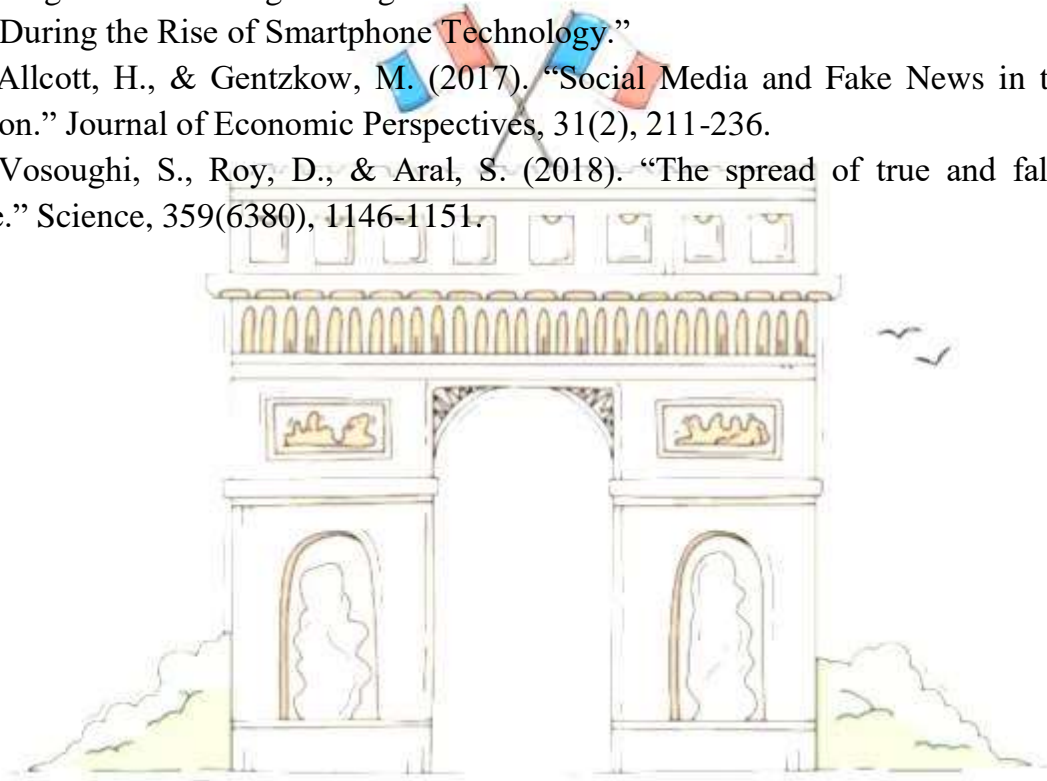 During the Rise of Smartphone Technology.”
Allcott, H., & Gentzkow, M. (2017). “Social Media and Fake News in t
on.” Journal of Economic Perspectives, 31(2), 211-236.
Vosoughi, S., Roy, D., & Aral, S. (2018). “The spread of true and fal
e.” Science, 359(6380), 1146-1151.